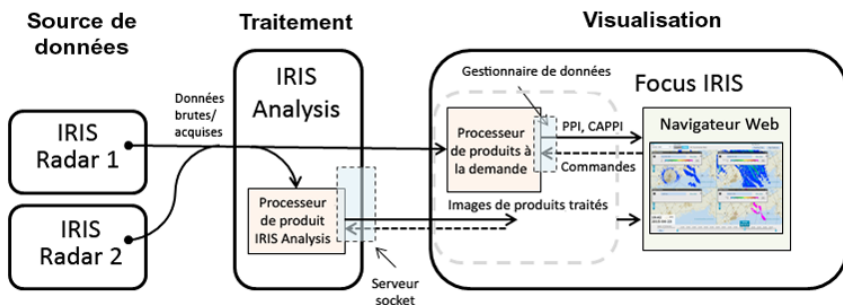 Source de
données
Traitement
Visualisation
IRIS
Radar 1
IRIS
Radar 2
Données
brutes/
acquises
IRIS
Analysis
Processeur
de produit
IRIS Analysis
Serveur
socket
Gestionnaire de données
Focus IRIS
Processeur
de produits à
la demande
PPI, CAPPI
Commandes
Images de produits traités
Navigateur Web